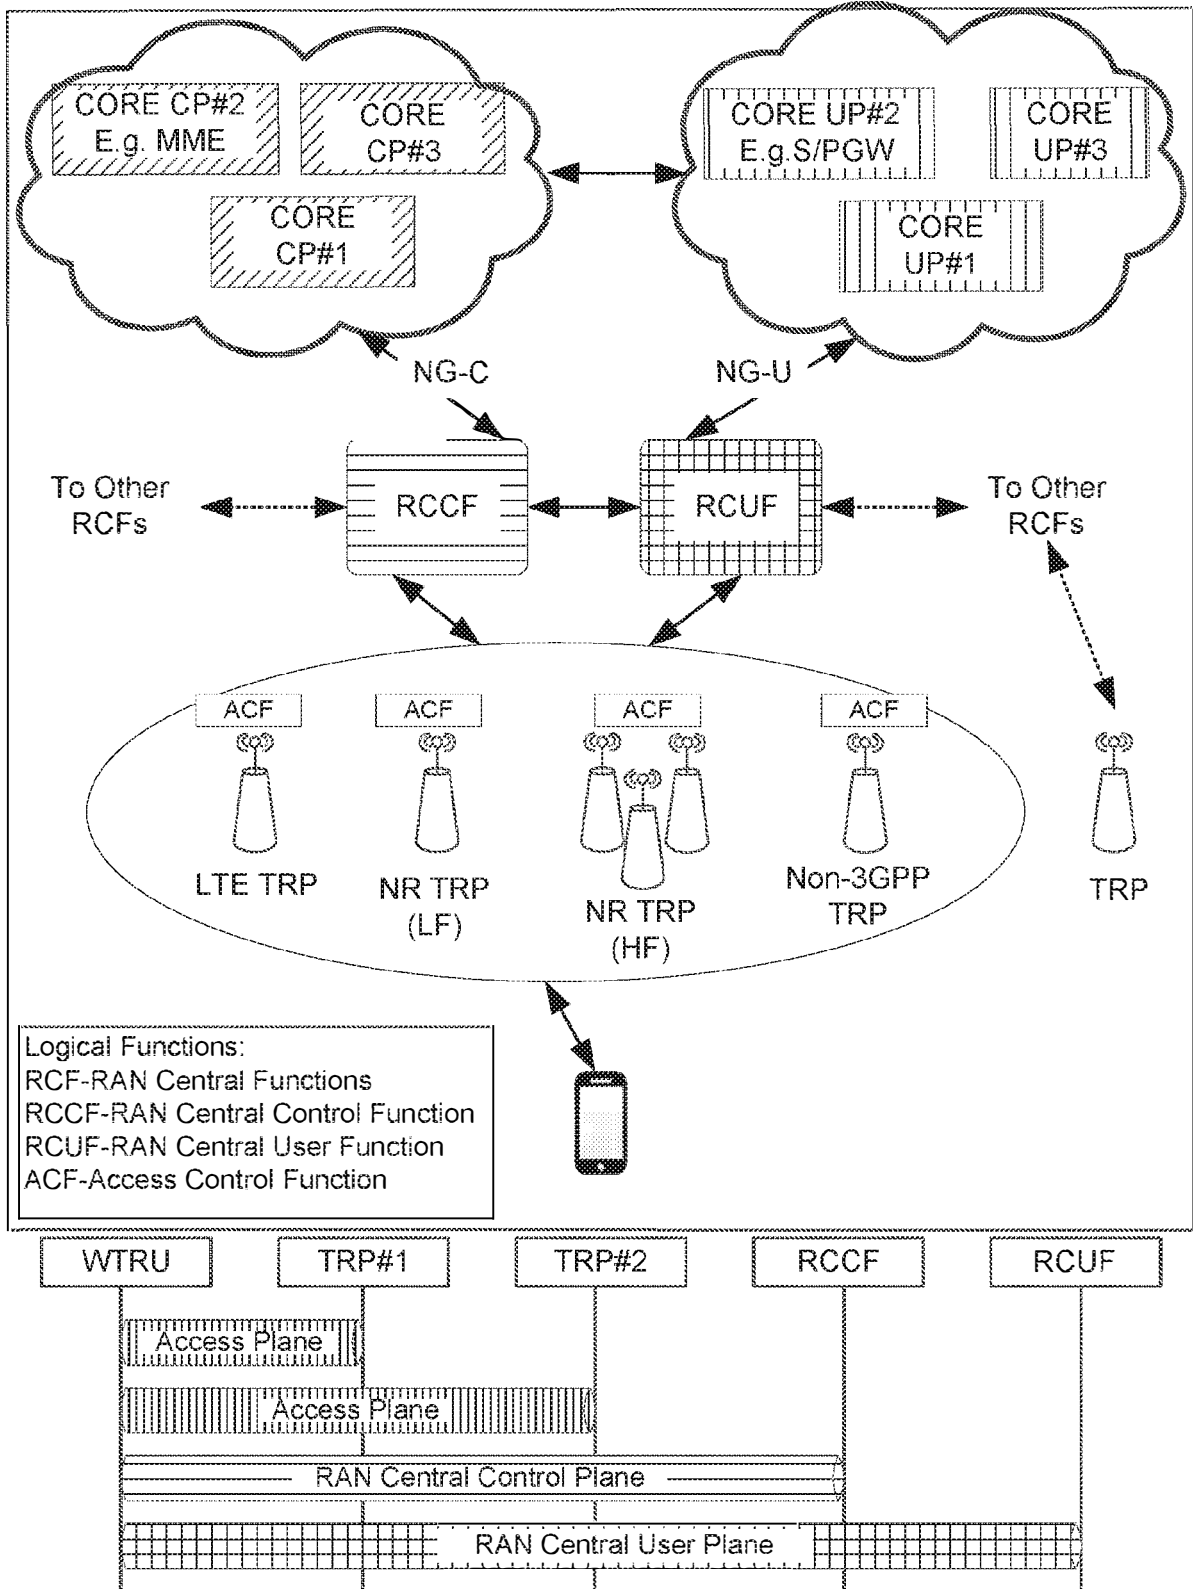 CORE CP#2
E.g. MME
CORE
CP#3
CORE
CP#1
CORE UP#2
E.g.S/PGW
CORE
UP#3
CORE
UP#1
NG-C
NG-U
To Other
RCFs
RCCF
RCUF
To Other
RCFs
ACF
ACF
ACF
ACF
LTE TRP
NR TRP
(LF)
NR TRP
(HF)
Non-3GPP
TRP
TRP
Logical Functions:
RCF-RAN Central Functions
RCCF-RAN Central Control Function
RCUF-RAN Central User Function
ACF-Access Control Function
WTRU
TRP#1
TRP#2
RCCF
RCUF
Access Plane
Access Plane
RAN Central Control Plane
RAN Central User Plane